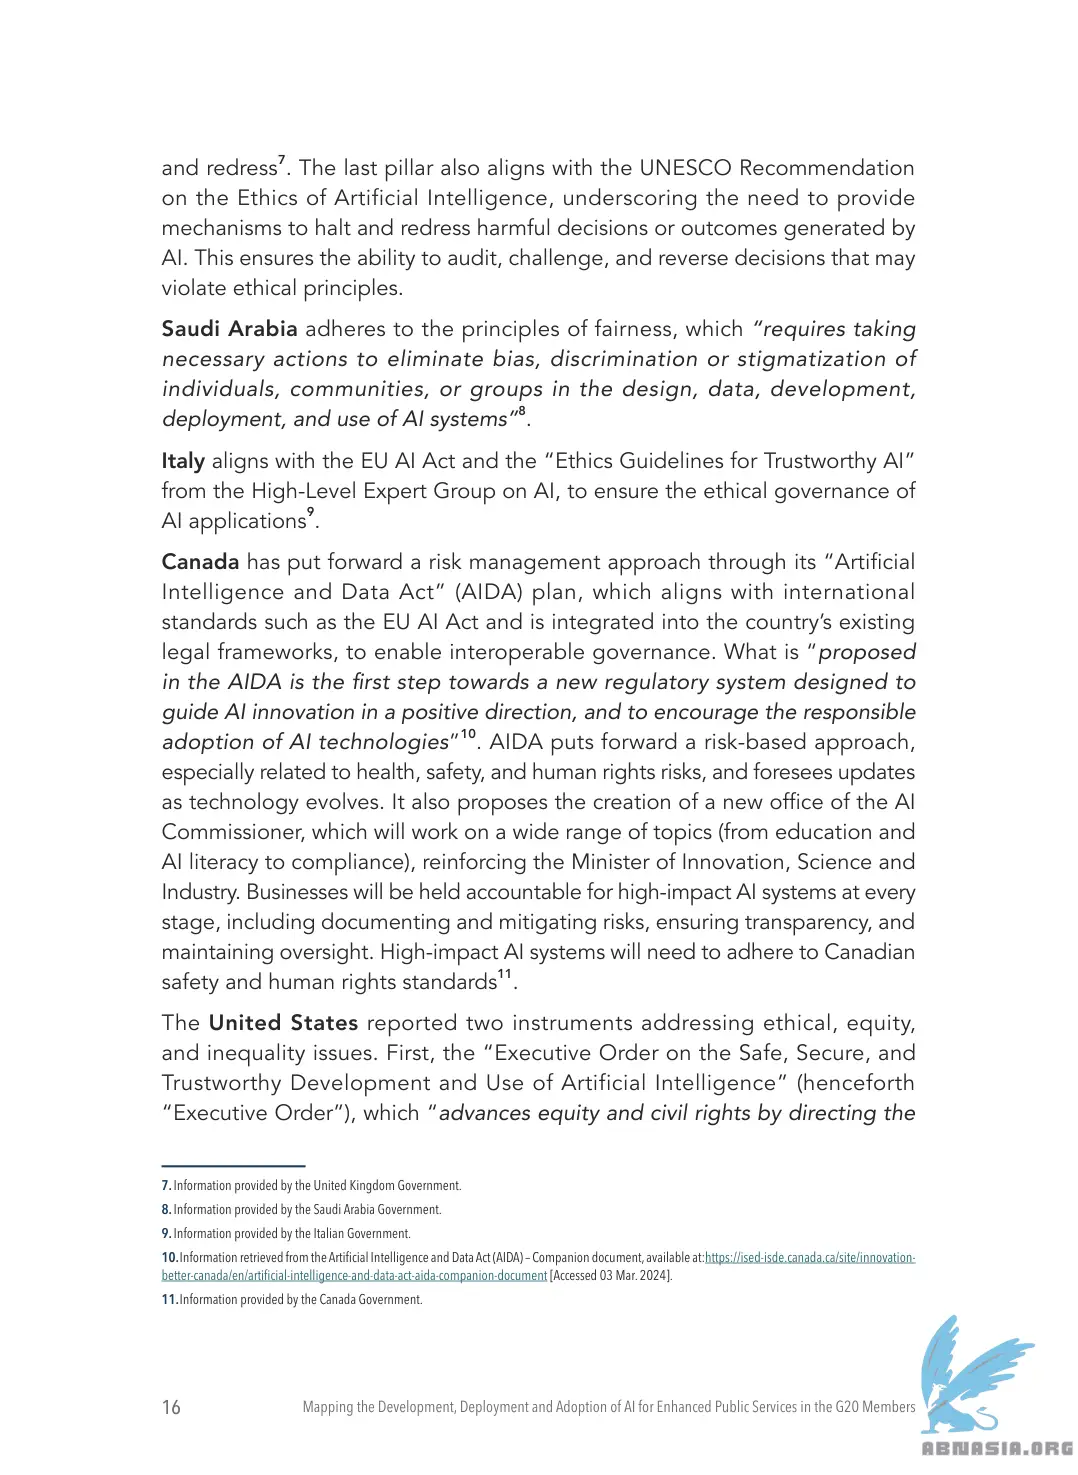 and redress7. The last pillar also aligns with the UNESCO Recommendation
on the Ethics of Artificial Intelligence, underscoring the need to provide
mechanisms to halt and redress harmful decisions or outcomes generated by
AI. This ensures the ability to audit, challenge, and reverse decisions that may
violate ethical principles.
Saudi Arabia adheres to the principles of fairness, which “requires taking
necessary actions to eliminate bias, discrimination or stigmatization of
individuals, communities, or groups in the design, data, development,
deployment, and use of AI systems”8.
Italy aligns with the EU AI Act and the “Ethics Guidelines for Trustworthy AI”
from the High-Level Expert Group on AI, to ensure the ethical governance of
AI applications9.
Canada has put forward a risk management approach through its “Artificial
Intelligence and Data Act” (AIDA) plan, which aligns with international
standards such as the EU AI Act and is integrated into the country’s existing
legal frameworks, to enable interoperable governance. What is “proposed
in the AIDA is the first step towards a new regulatory system designed to
guide AI innovation in a positive direction, and to encourage the responsible
adoption of AI technologies”10. AIDA puts forward a risk-based approach,
especially related to health, safety, and human rights risks, and foresees updates
as technology evolves. It also proposes the creation of a new office of the AI
Commissioner, which will work on a wide range of topics (from education and
AI literacy to compliance), reinforcing the Minister of Innovation, Science and
Industry. Businesses will be held accountable for high-impact AI systems at every
stage, including documenting and mitigating risks, ensuring transparency, and
maintaining oversight. High-impact AI systems will need to adhere to Canadian
safety and human rights standards11.
The United States reported two instruments addressing ethical, equity,
and inequality issues. First, the “Executive Order on the Safe, Secure, and
Trustworthy Development and Use of Artificial Intelligence” (henceforth
“Executive Order”), which “advances equity and civil rights by directing the
7. Information provided by the United Kingdom Government.
8. Information provided by the Saudi Arabia Government.
9. Information provided by the Italian Government.
10. Information retrieved from the Artificial Intelligence and Data Act (AIDA) – Companion document, available at: https://ised-isde.canada.ca/site/innovation-
better-canada/en/artificial-intelligence-and-data-act-aida-companion-document [Accessed 03 Mar. 2024].
11. Information provided by the Canada Government.
16 Mapping the Development, Deployment and Adoption of AI for Enhanced Public Services in the G20 Members
ABNASIA.ORG